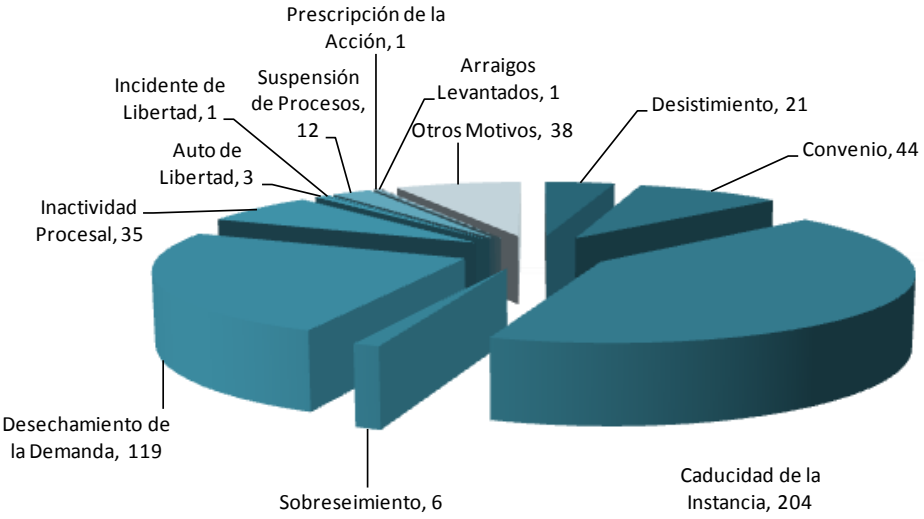 Prescripción de la
Acción, 1
Arraigos
Levantados, 1
Suspensión
de Procesos,
12
Incidente de
Libertad, 1
Otros Motivos, 38
Desistimiento, 21
Convenio, 44
Auto de
Libertad, 3
Inactividad
Procesal, 35
Desechamiento de
la Demanda, 119
Sobreseimiento, 6
Caducidad de la
Instancia, 204